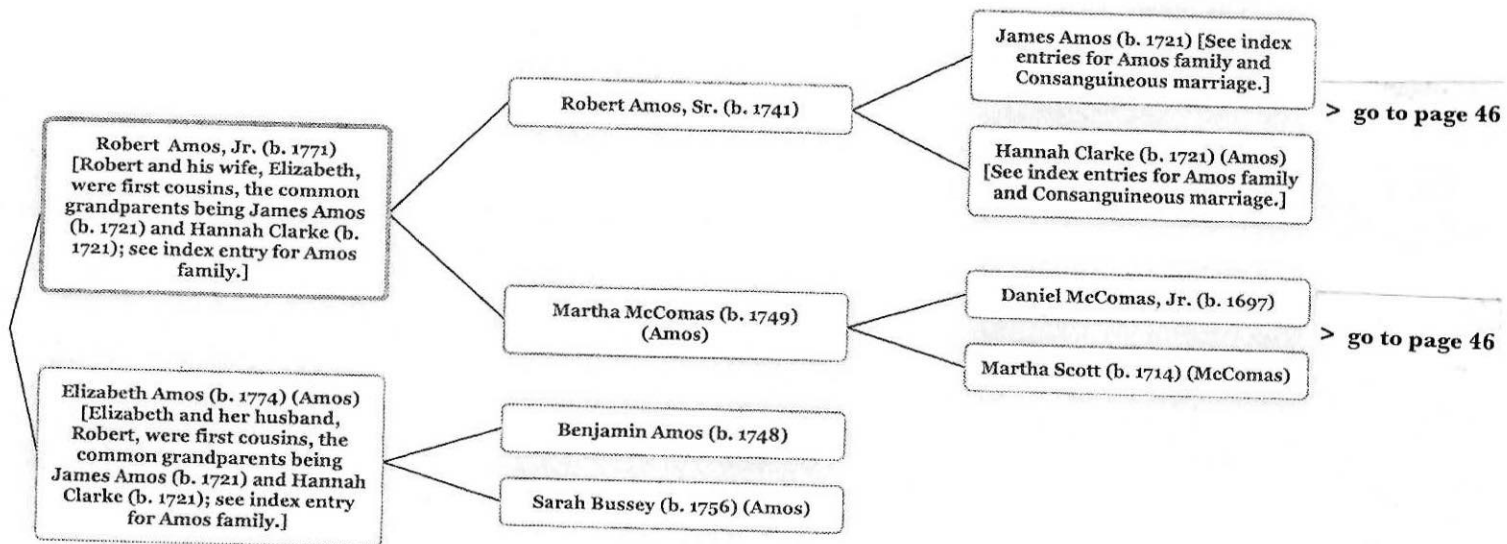 James Amos (b. 1721) [See index
entries for Amos family and
Consanguineous marriage.]
Robert Amos, Sr. (b. 1741)
> go to page 46
Robert Amos, Jr. (b. 1771)
[Robert and his wife, Elizabeth,
were first cousins, the common
grandparents being James Amos
(b. 1721) and Hannah Clarke (b.
1721); see index entry for Amos
family.]
Hannah Clarke (b. 1721) (Amos)
[See index entries for Amos family
and Consanguineous marriage.]
Daniel McComas, Jr. (b. 1697)
Martha McComas (b. 1749)
(Amos)
> go to page 46
Martha Scott (b. 1714) (McComas)
Elizabeth Amos (b. 1774) (Amos)
[Elizabeth and her husband,
Robert, were first cousins, the
common grandparents being
James Amos (b. 1721) and Hannah
Clarke (b. 1721); see index entry
for Amos family.]
Benjamin Amos (b. 1748)
Sarah Bussey (b. 1756) (Amos)